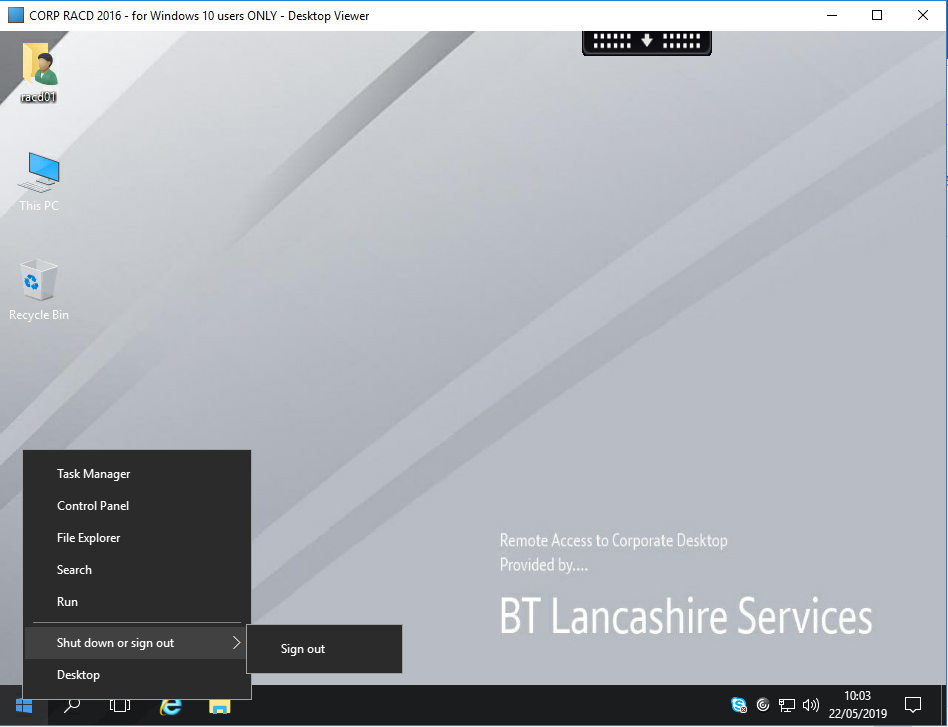 CORP RACD 2016 - for Windows 10 users ONLY - Desktop Viewer
racd01
This PC
Recycle Bin
Task Manager
Control Panel
File Explorer
Search
Run
Shut down or sign out
Sign out
Desktop
Remote Access to Corporate Desktop
Provided by....
BT Lancashire Services
10:03
22/05/2019